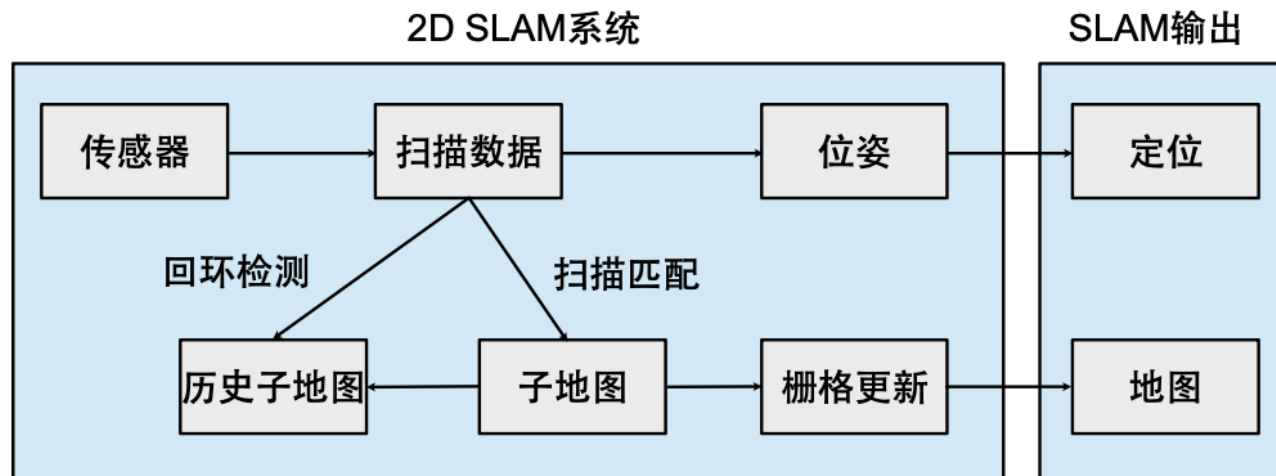 2D SLAM系统
SLAM输出
传感器
扫描数据
位姿
定位
回环检测
扫描匹配
历史子地图
子地图
栅格更新
地图